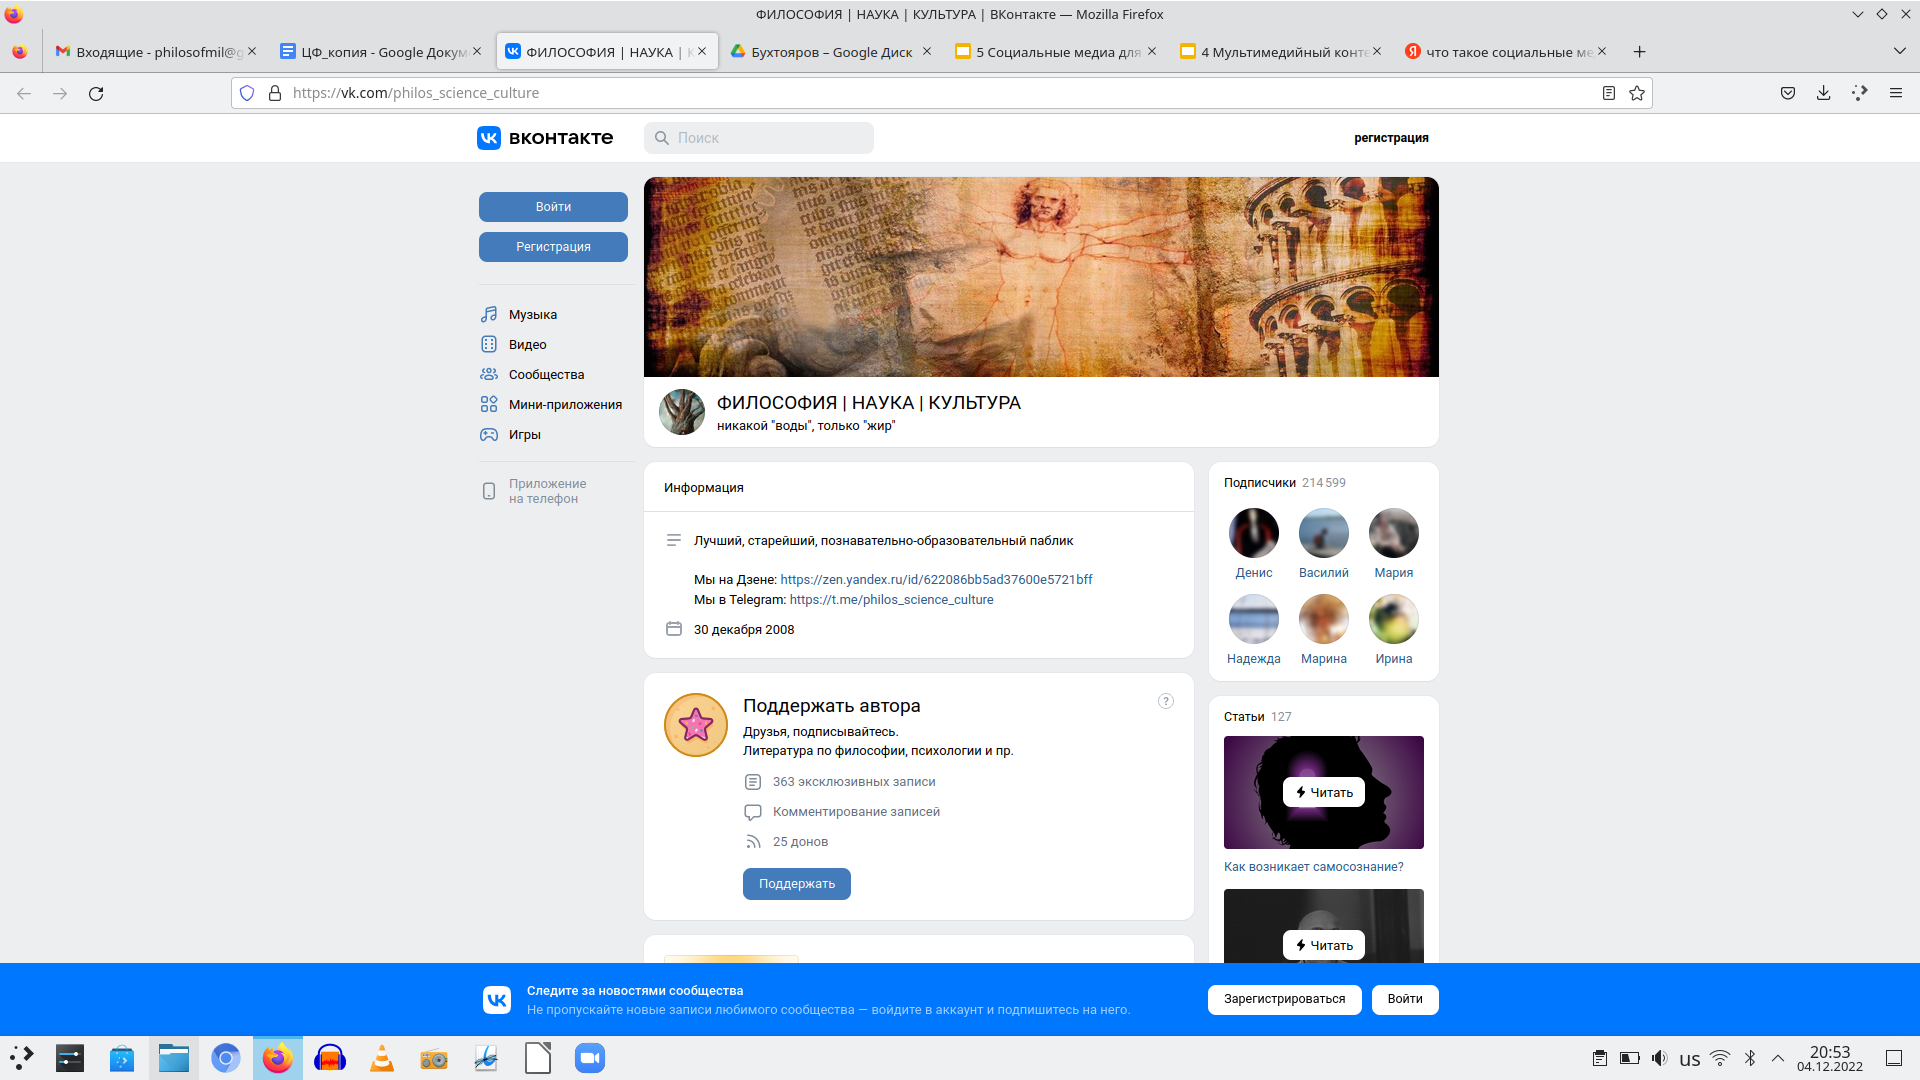 ФИЛОСОФИЯ | НАУКА | КУЛЬТУРА | ВКонтакте — Mozilla Firefox
Входящие - philosofmil@g
ЦФ_копия - Google Докум
ФИЛОСОФИЯ | НАУКА | К
Бухтояров – Google Диск
5 Социальные медиа для
4 Мультимедийный конте
что такое социальные ме
https://vk.com/philos_science_culture
вконтакте
Поиск
регистрация
Войти
Регистрация
Музыка
Видео
Сообщества
Мини-приложения
Игры
Приложение
на телефон
ФИЛОСОФИЯ | НАУКА | КУЛЬТУРА
никакой "воды", только "жир"
Информация
Лучший, старейший, познавательно-образовательный паблик
Мы на Дзене: https://zen.yandex.ru/id/622086bb5ad37600e5721bff
Мы в Telegram: https://t.me/philos_science_culture
30 декабря 2008
Поддержать автора
Друзья, подписывайтесь.
Литература по философии, психологии и пр.
363 эксклюзивных записи
Комментирование записей
25 донов
Поддержать
Подписчики 214 599
Денис Василий Мария
Надежда Марина Ирина
Статьи 127
Читать
Как возникает самосознание?
Читать
Следите за новостями сообщества
Не пропускайте новые записи любимого сообщества — войдите в аккаунт и подпишитесь на него.
Зарегистрироваться
Войти
us
20:53
04.12.2022